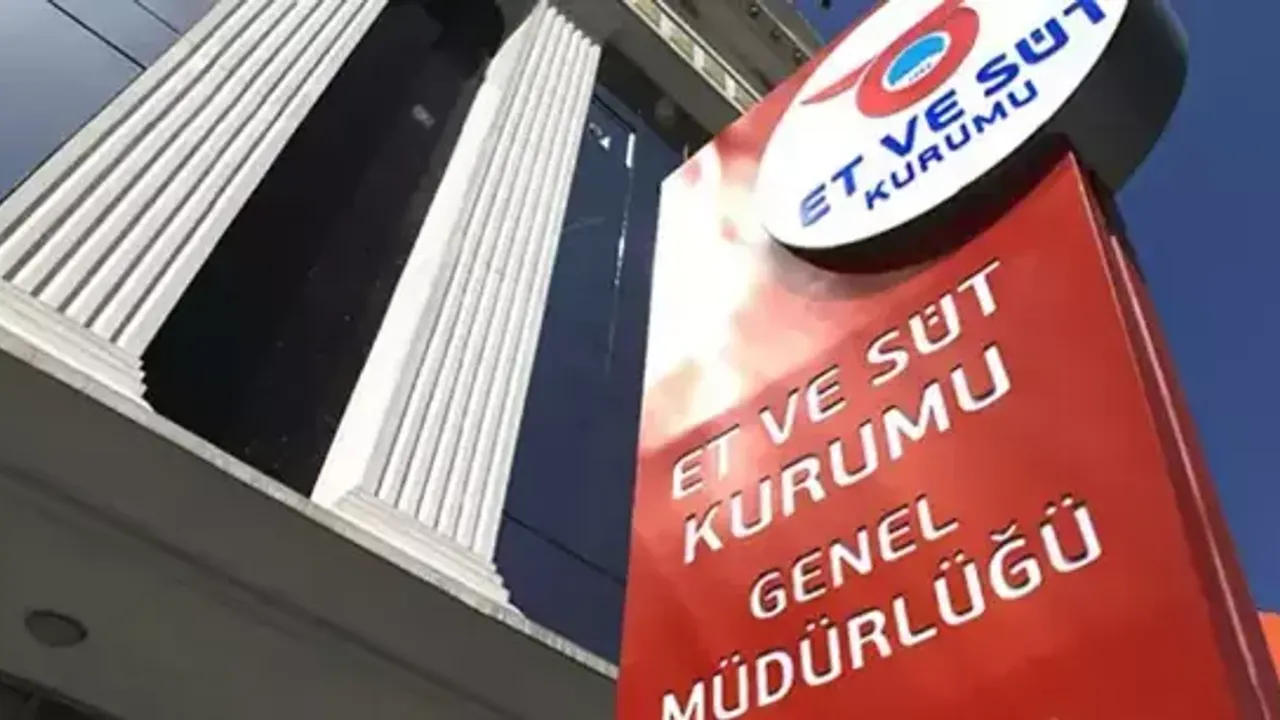 ET VE SÜT
KURUMU
ET VE SÜT
KURUMU
GENEL
MÜDÜRLÜĞÜ